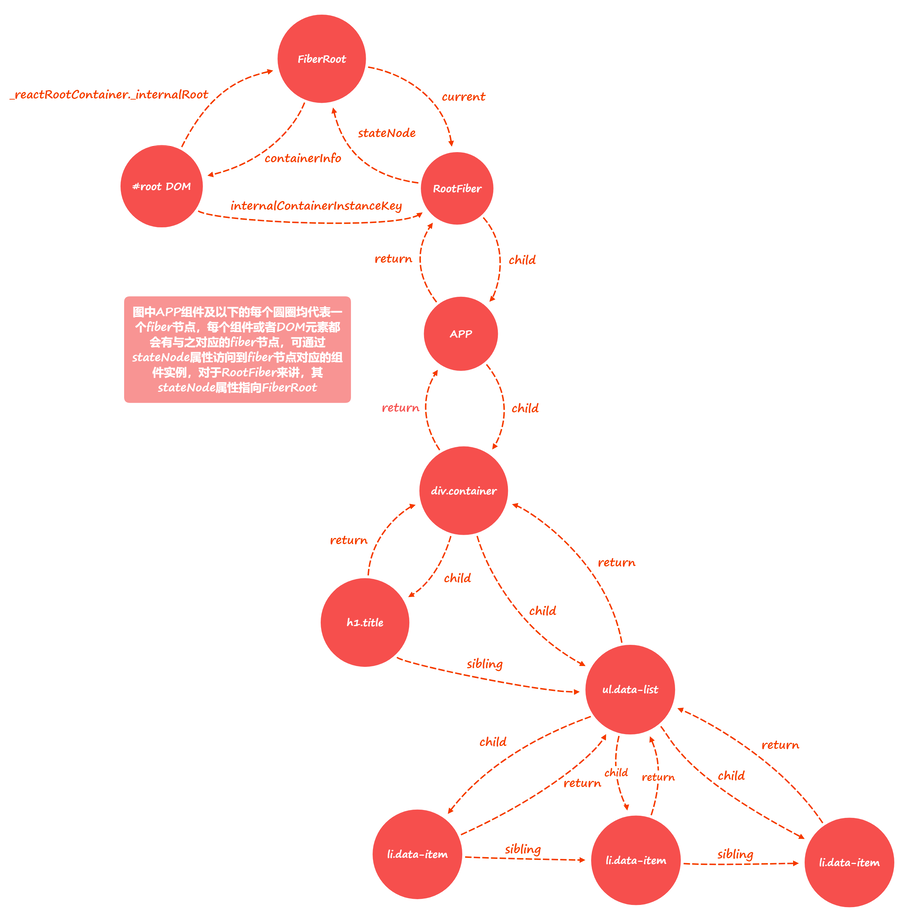 FiberRoot
_reactRootContainer._internalRoot
current
stateNode
containerInfo
#root DOM
RootFiber
internalContainerInstanceKey
return
child
图中APP组件及以下的每个圆圈均代表一
个fiber节点，每个组件或者DOM元素都
会有与之对应的fiber节点，可通过
stateNode属性访问到fiber节点对应的组
件实例，对于RootFiber来讲，其
stateNode属性指向FiberRoot
APP
return
child
div.container
return
child
return
child
h1.title
sibling
ul.data-list
child
return
child
return
child
return
li.data-item
sibling
li.data-item
sibling
li.data-item